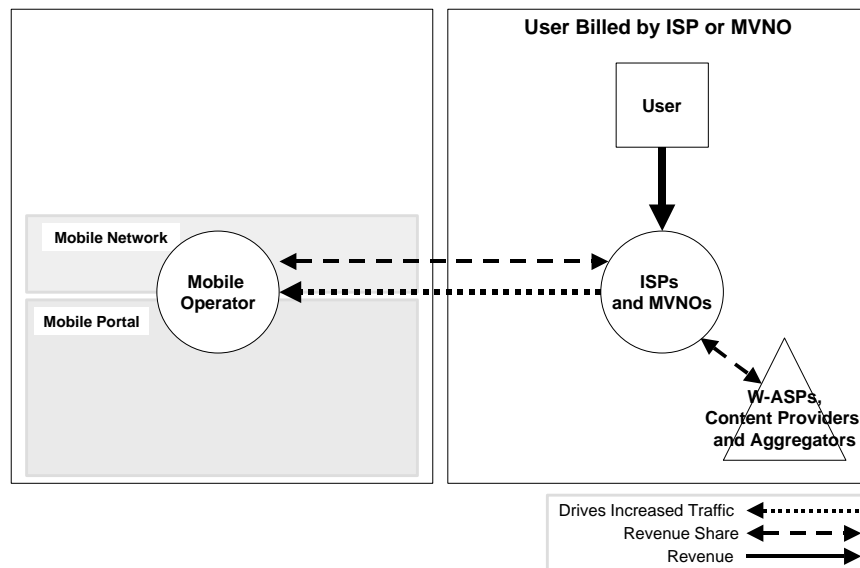 User Billed by ISP or MVNO
User
Mobile Network
Mobile
Operator
ISPs
and MVNOs
Mobile Portal
W-ASPs,
Content Providers
and Aggregators
Drives Increased Traffic
Revenue Share
Revenue